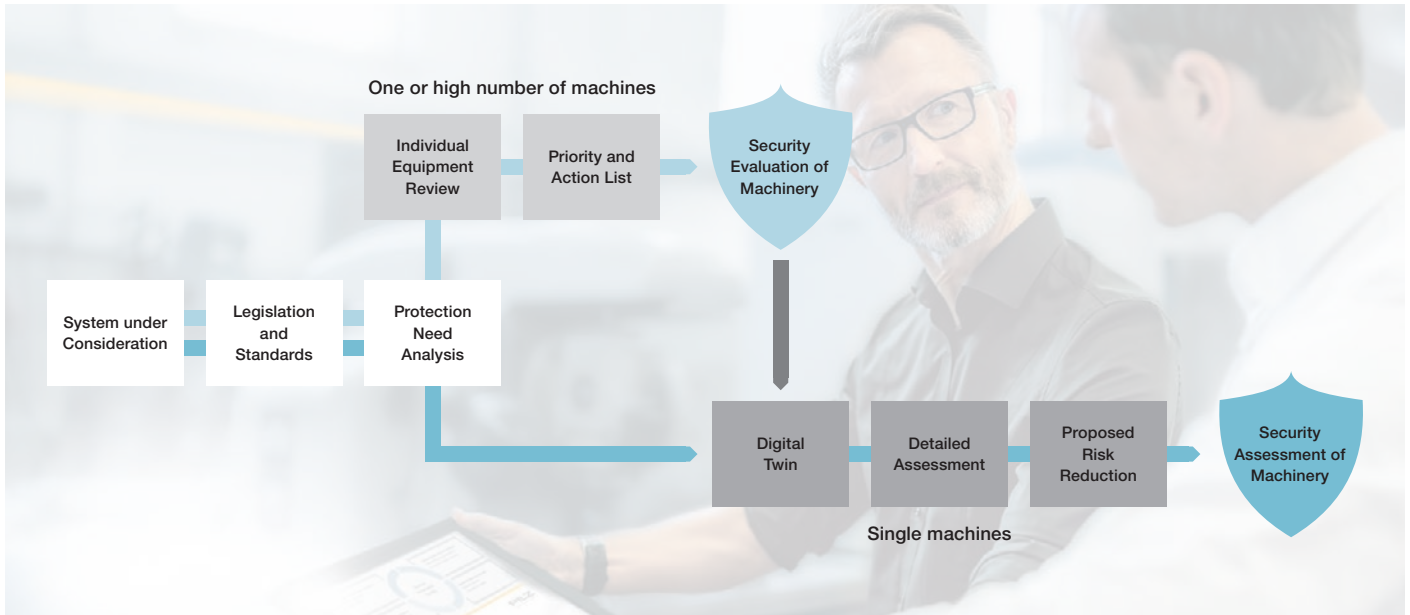 One or high number of machines
Individual
Equipment
Review
Priority and
Action List
Security
Evaluation of
Machinery
System under
Consideration
Legislation
and
Standards
Protection
Need
Analysis
Digital
Twin
Detailed
Assessment
Proposed
Risk
Reduction
Security
Assessment of
Machinery
Single machines